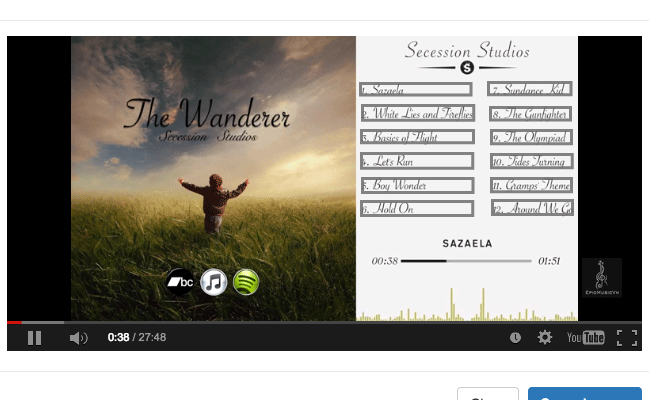 The Wanderer
Secession Studios
bc
Secession Studios
S
1. Sazaela
2. White Lies and Fireflies
3. Basics of Flight
4. Let's Run
5. Boy Wonder
6. Hold On
7. Sundance Kid
8. The Gunfighter
9. The Olympiad
10. Tides Turning
11. Gramps' Theme
12. Around We Go
SAZAELA
00:38 01:51
EpicMusicVn
0:38 / 27:48
YouTube